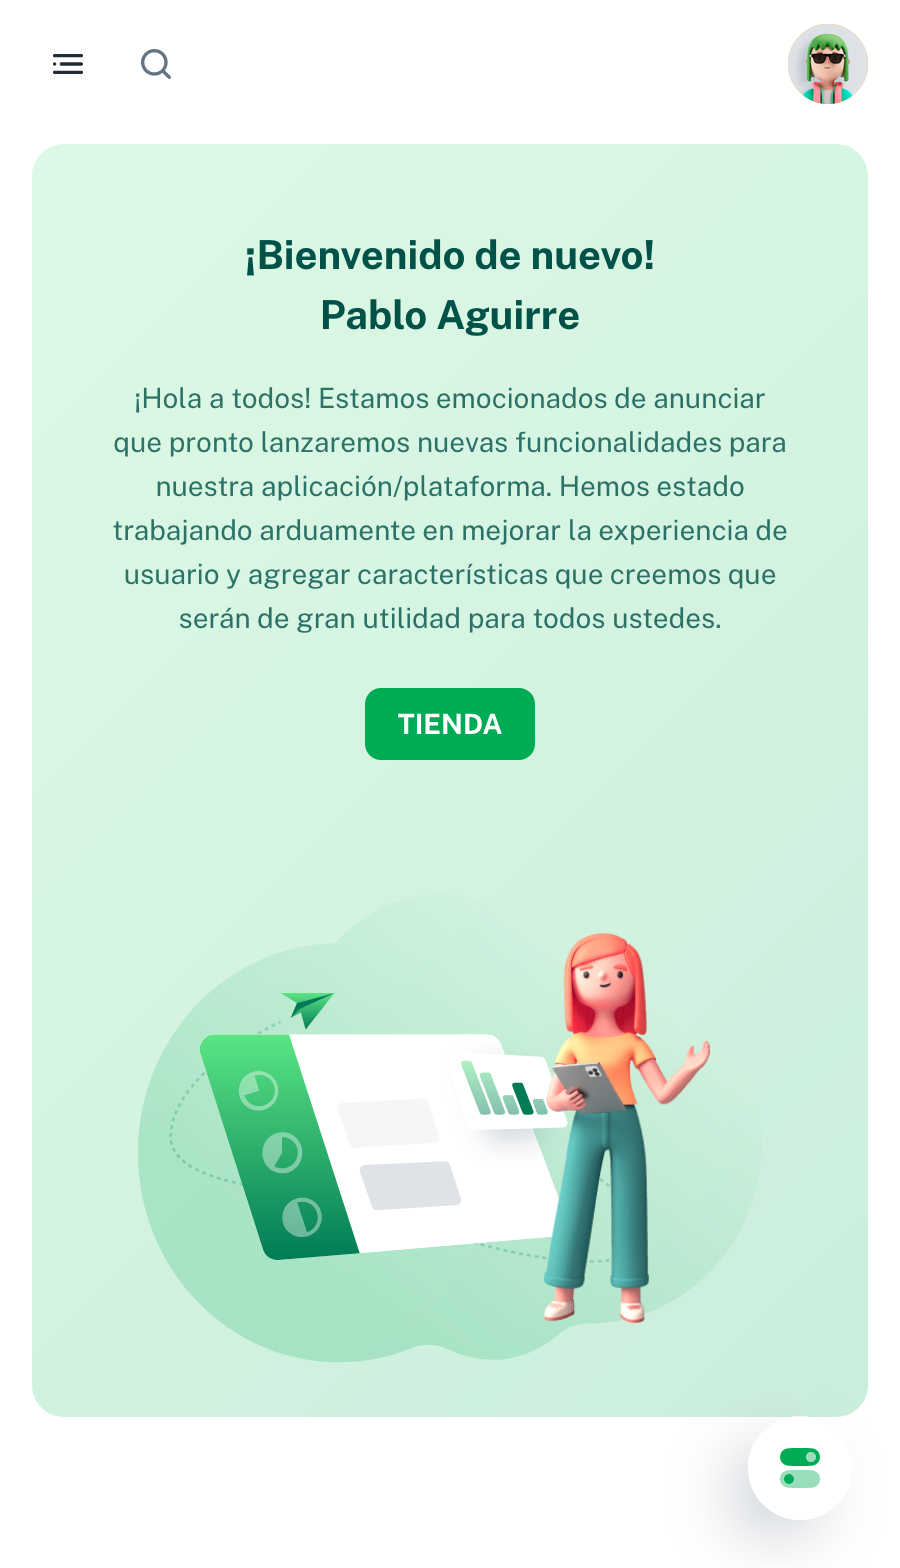 ¡Bienvenido de nuevo!
Pablo Aguirre
¡Hola a todos! Estamos emocionados de anunciar
que pronto lanzaremos nuevas funcionalidades para
nuestra aplicación/plataforma. Hemos estado
trabajando arduamente en mejorar la experiencia de
usuario y agregar características que creemos que
serán de gran utilidad para todos ustedes.
TIENDA